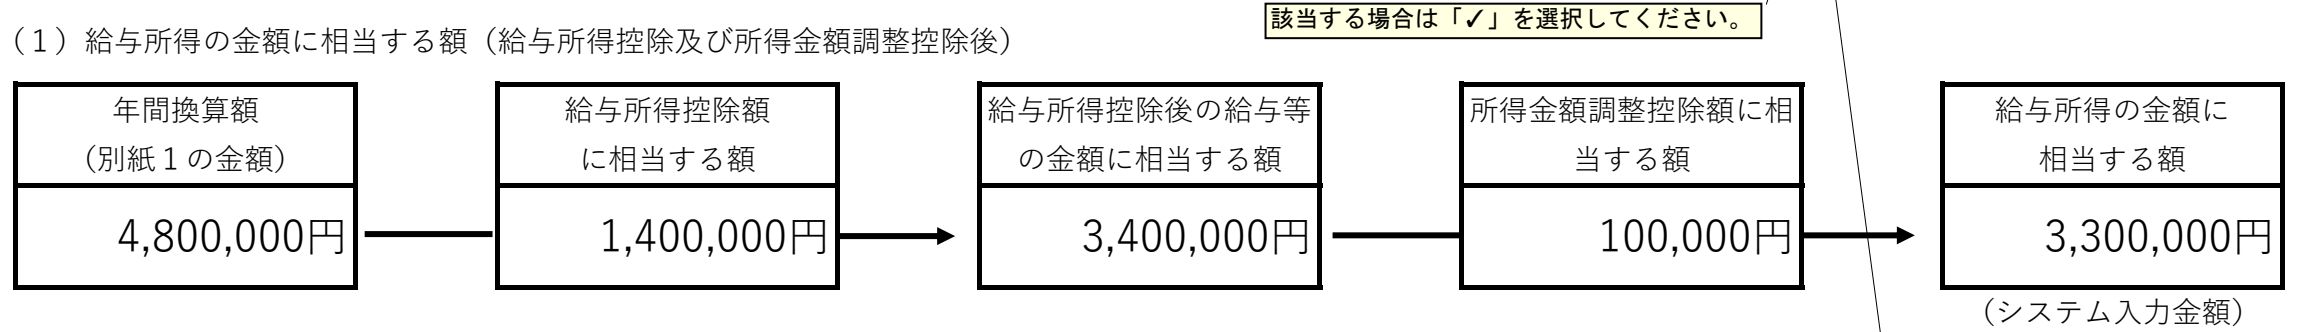 該当する場合は「✓」を選択してください。
（１）給与所得の金額に相当する額（給与所得控除及び所得金額調整控除後）
年間換算額
（別紙１の金額）
4,800,000円
給与所得控除額
に相当する額
1,400,000円
給与所得控除後の給与等
の金額に相当する額
3,400,000円
所得金額調整控除額に相
当する額
100,000円
給与所得の金額に
相当する額
3,300,000円
（システム入力金額）